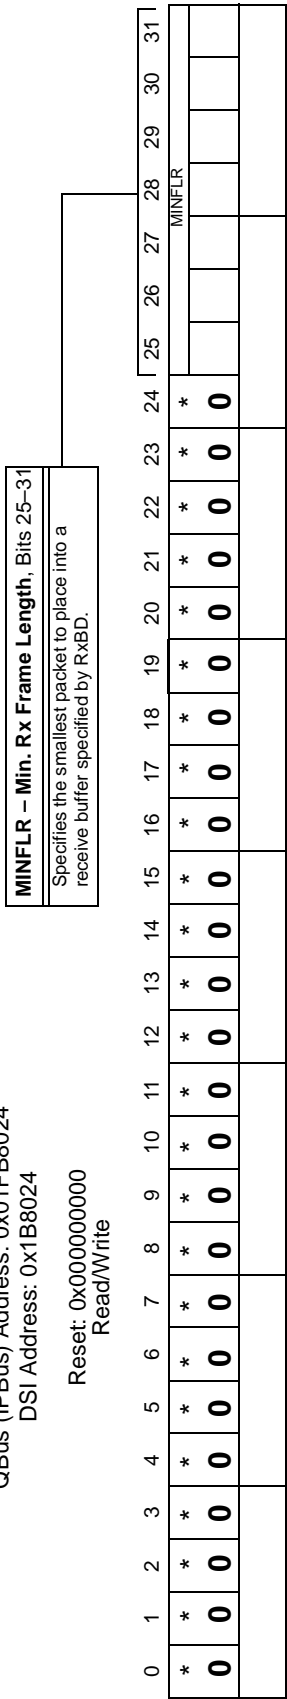 QBus (IPBus) Address: 0x01FB8024
DSI Address: 0x1B8024
Reset: 0x000000000
Read/Write
MINFLR – Min. Rx Frame Length, Bits 25–31
Specifies the smallest packet to place into a
receive buffer specified by RxBD.
0 1 2 3 4 5 6 7 8 9 10 11 12 13 14 15 16 17 18 19 20 21 22 23 24 25 26 27 28 29 30 31
* * * * * * * * * * * * * * * * * * * * * * * * * MINFLR
0 0 0 0 0 0 0 0 0 0 0 0 0 0 0 0 0 0 0 0 0 0 0 0 0